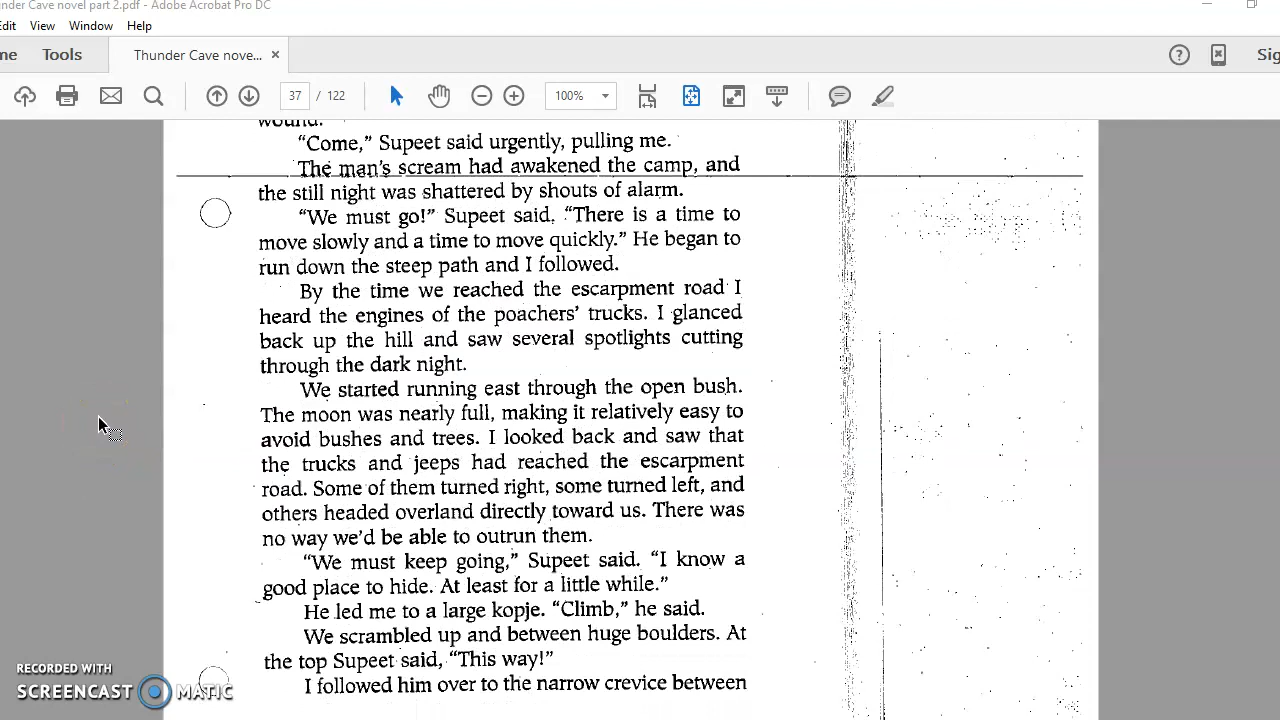 nder Cave novel part 2.pdf - Adobe Acrobat Pro DC
Edit View Window Help
me Tools Thunder Cave nove... × Sig
37 / 122 100%
wound.
“Come,” Supeet said urgently, pulling me.
The man’s scream had awakened the camp, and
the still night was shattered by shouts of alarm.
“We must go!” Supeet said. “There is a time to
move slowly and a time to move quickly.” He began to
run down the steep path and I followed.
By the time we reached the escarpment road I
heard the engines of the poachers’ trucks. I glanced
back up the hill and saw several spotlights cutting
through the dark night.
We started running east through the open bush.
The moon was nearly full, making it relatively easy to
avoid bushes and trees. I looked back and saw that
the trucks and jeeps had reached the escarpment
road. Some of them turned right, some turned left, and
others headed overland directly toward us. There was
no way we’d be able to outrun them.
“We must keep going,” Supeet said. “I know a
good place to hide. At least for a little while.”
He led me to a large kopje. “Climb,” he said.
We scrambled up and between huge boulders. At
the top Supeet said, “This way!”
I followed him over to the narrow crevice between
RECORDED WITH
SCREENCAST MATIC